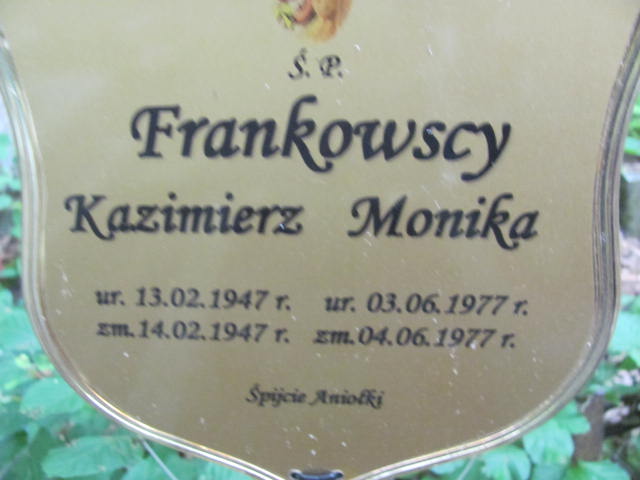 Ś. P.
Frankowscy
Kazimierz Monika
ur. 13.02.1947 r. ur. 03.06.1977 r.
zm.14.02.1947 r. zm.04.06.1977 r.
Śpijcie Aniołki